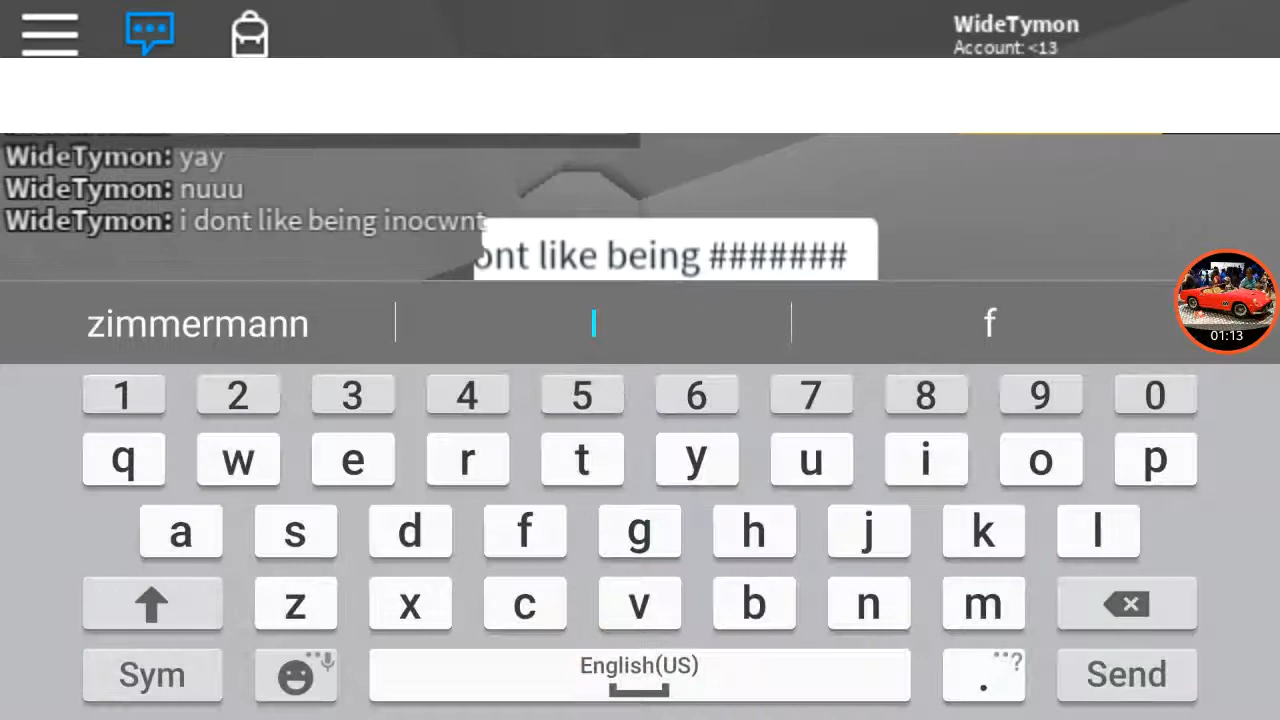 WideTymon
Account: <13
WideTymon: yay
WideTymon: nuuu
WideTymon: i dont like being inocwnt
ont like being #######
zimmermann
l
f
01:13
1 2 3 4 5 6 7 8 9 0
q w e r t y u i o p
a s d f g h j k l
z x c v b n m
Sym
English(US)
. ?
Send